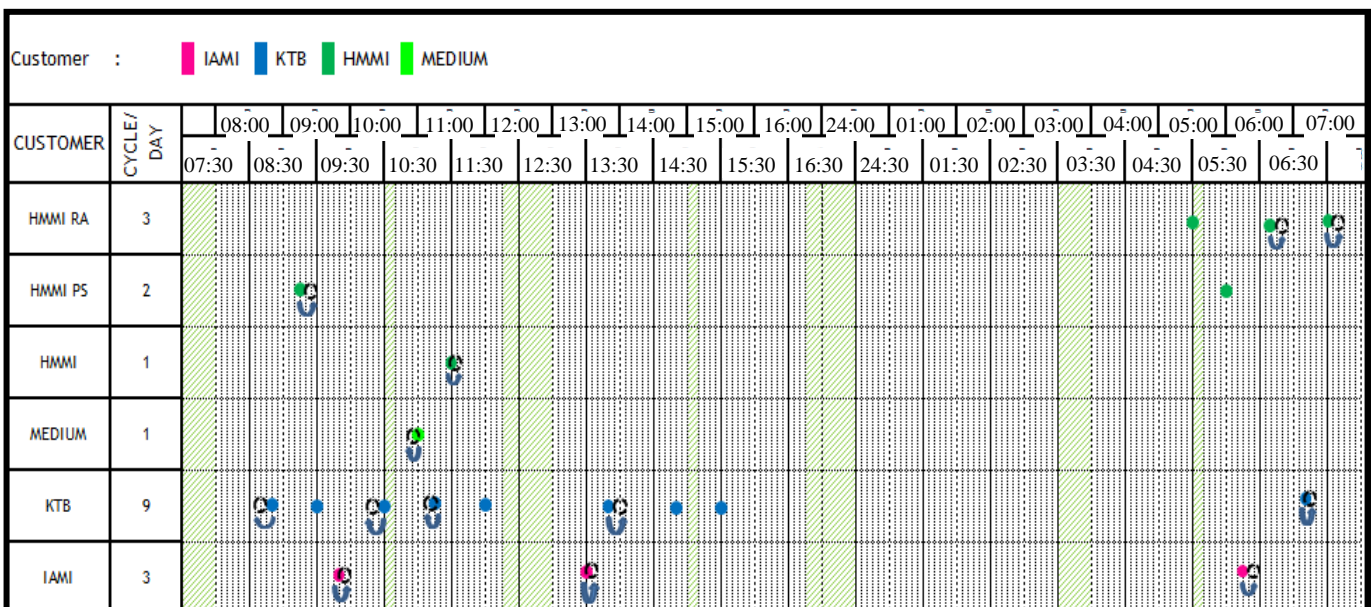 Customer : IAMI KTB HMMI MEDIUM
CUSTOMER CYCLE/ DAY 08:00 09:00 10:00 11:00 12:00 13:00 14:00 15:00 16:00 24:00 01:00 02:00 03:00 04:00 05:00 06:00 07:00
07:30 08:30 09:30 10:30 11:30 12:30 13:30 14:30 15:30 16:30 24:30 01:30 02:30 03:30 04:30 05:30 06:30
HMMI RA 3
HMMI PS 2
HMMI 1
MEDIUM 1
KTB 9
IAMI 3